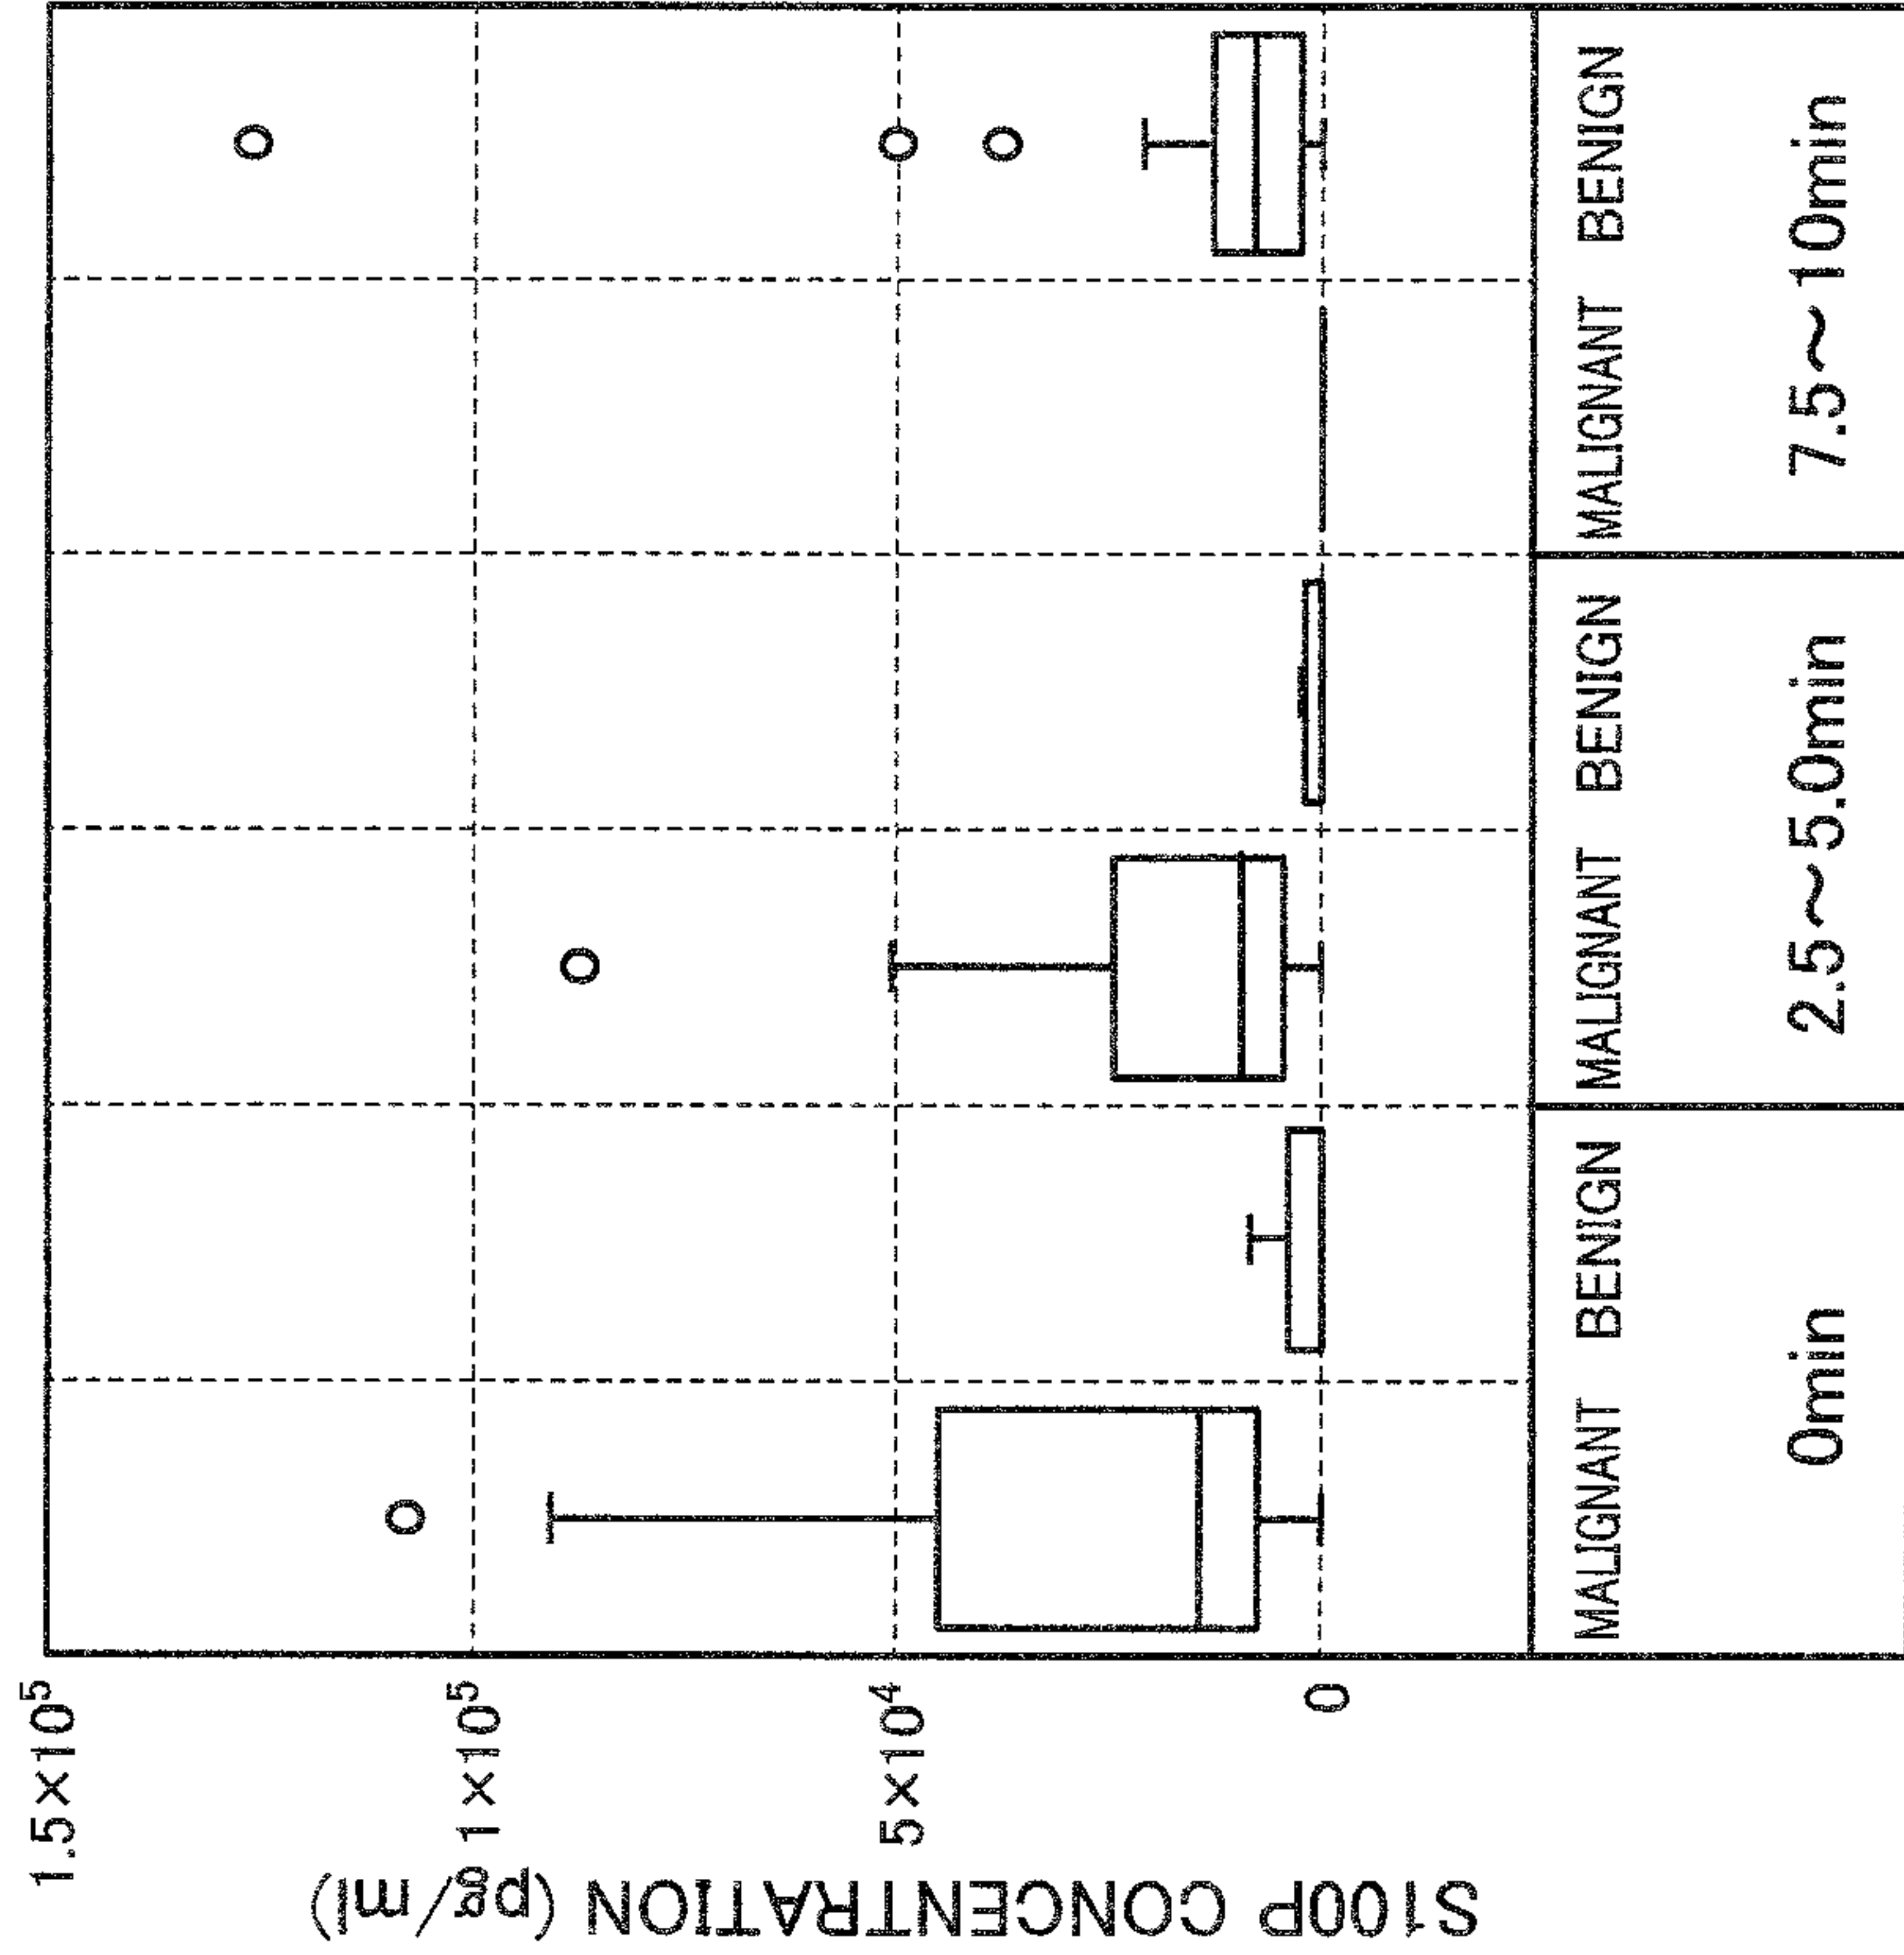 S100P CONCENTRATION (pg/ml)
1.5×10⁵
1×10⁵
5×10⁴
0
MALIGNANT BENIGN MALIGNANT BENIGN MALIGNANT BENIGN
0min 2.5～5.0min 7.5～10min